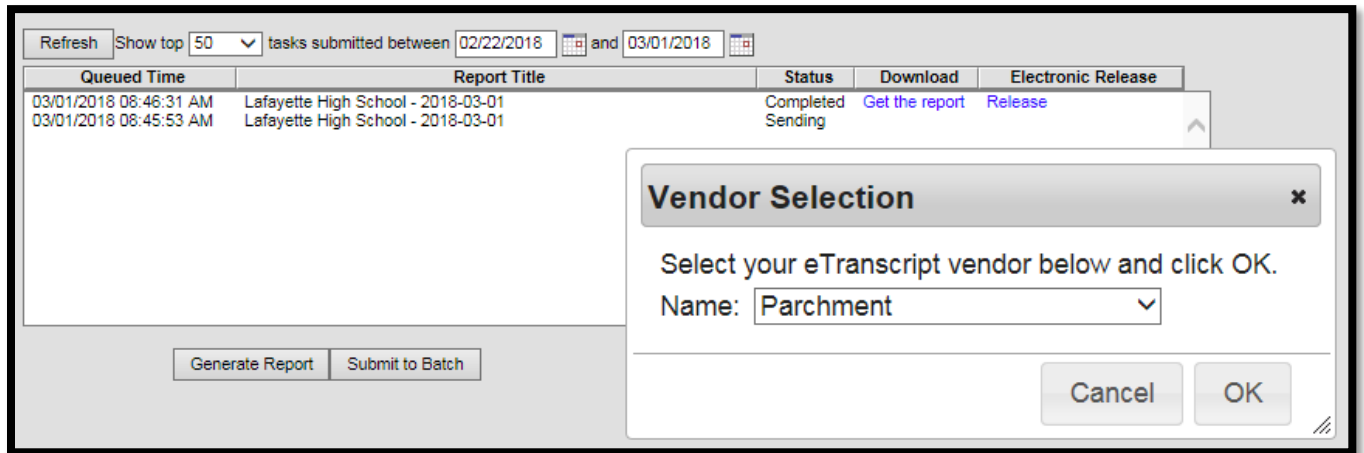 Refresh Show top 50 tasks submitted between 02/22/2018 and 03/01/2018
Queued Time Report Title Status Download Electronic Release
03/01/2018 08:46:31 AM Lafayette High School - 2018-03-01 Completed Get the report Release
03/01/2018 08:45:53 AM Lafayette High School - 2018-03-01 Sending
Vendor Selection
Select your eTranscript vendor below and click OK.
Name: Parchment
Generate Report Submit to Batch
Cancel OK